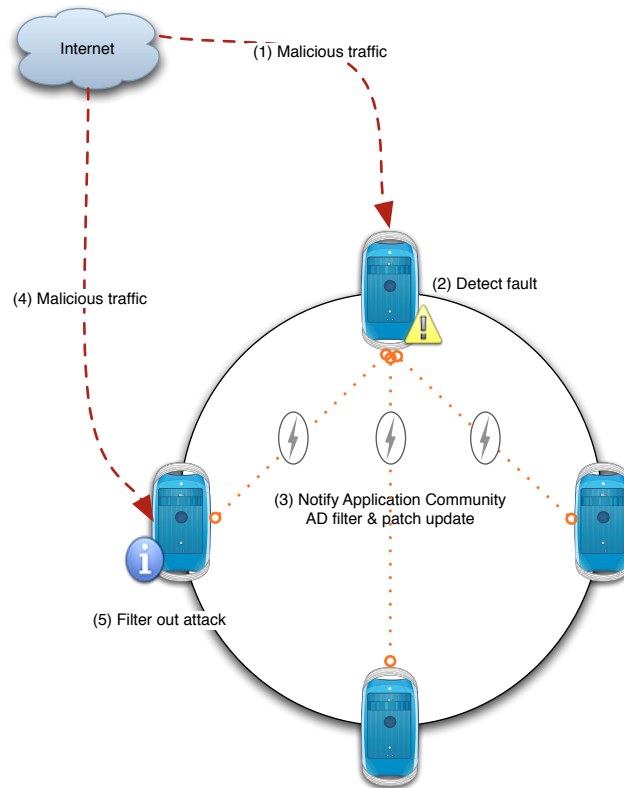 Internet
(1) Malicious traffic
(2) Detect fault
(4) Malicious traffic
(3) Notify Application Community
AD filter & patch update
(5) Filter out attack